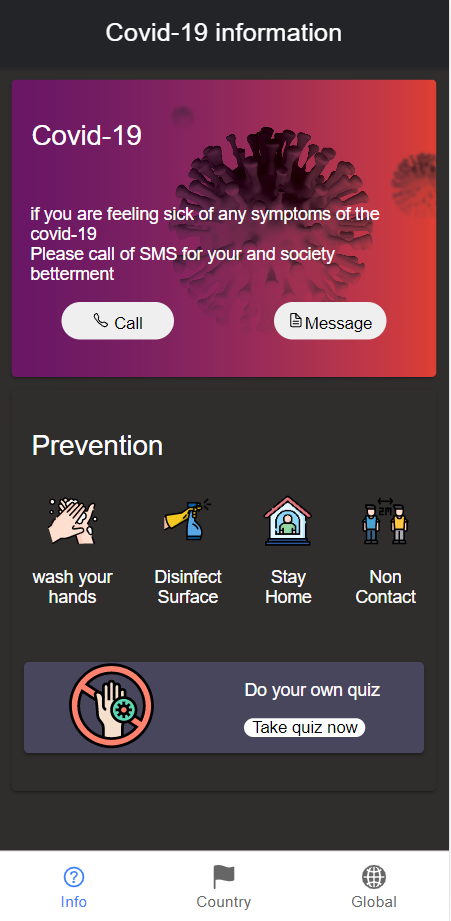 Covid-19 information
Covid-19
if you are feeling sick of any symptoms of the
covid-19
Please call of SMS for your and society
betterment
Call
Message
Prevention
wash your
hands
Disinfect
Surface
Stay
Home
2M
Non
Contact
Do your own quiz
Take quiz now
Info
Country
Global